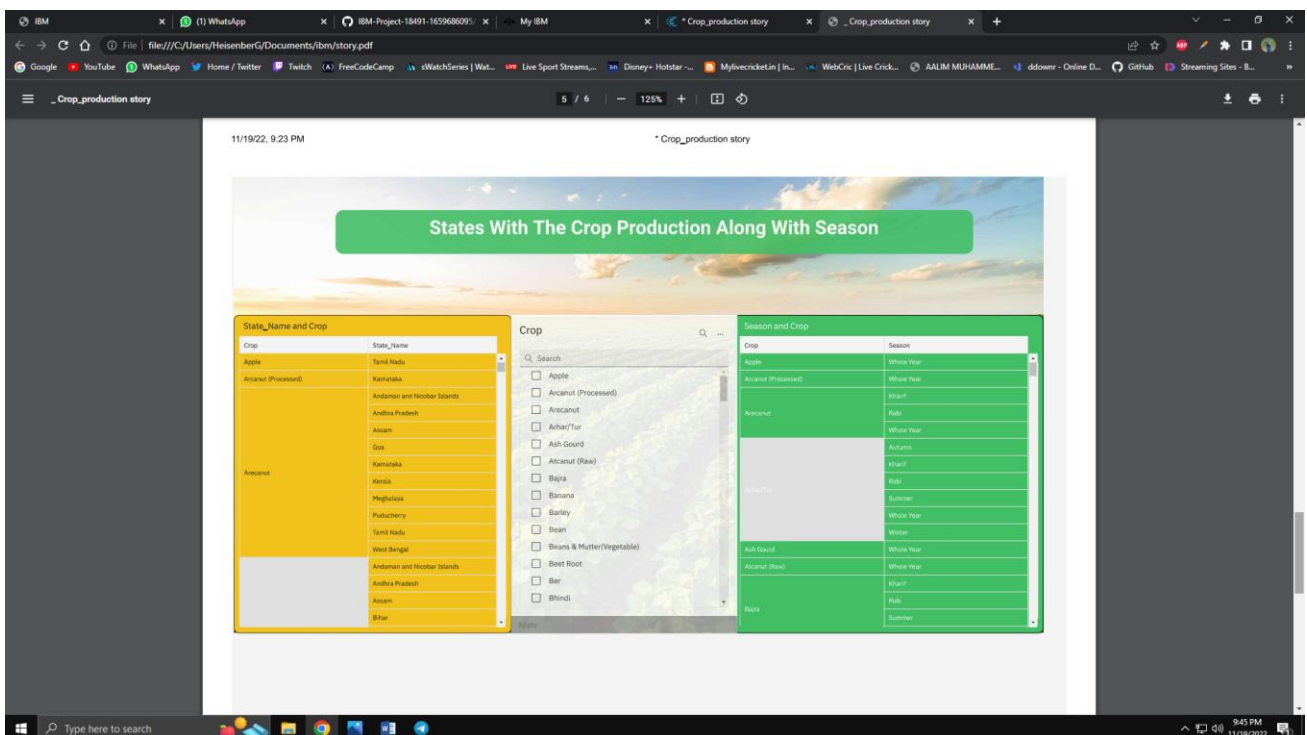 IBM
(1) WhatsApp
IBM-Project-18491-1659686095/
My IBM
* Crop_production story
_ Crop_production story
File | file:///C:/Users/HeisenberG/Documents/ibm/story.pdf
Google
YouTube
WhatsApp
Home / Twitter
Twitch
FreeCodeCamp
sWatchSeries | Wat...
Live Sport Streams,...
Disney+ Hotstar -...
Mylivecricket.in | In...
WebCric | Live Crick...
AALIM MUHAMME...
ddownr - Online D...
GitHub
Streaming Sites - B...
_ Crop_production story
5 / 6
125%
11/19/22, 9:23 PM
* Crop_production story
States With The Crop Production Along With Season
State_Name and Crop
Crop
State_Name
Apple
Tamil Nadu
Arcanut (Processed)
Karnataka
Arecanut
Andaman and Nicobar Islands
Andhra Pradesh
Assam
Goa
Karnataka
Kerala
Meghalaya
Puducherry
Tamil Nadu
West Bengal
Andaman and Nicobar Islands
Andhra Pradesh
Assam
Bihar
Crop
Search
Apple
Arcanut (Processed)
Arecanut
Arhar/Tur
Ash Gourd
Atcanut (Raw)
Bajra
Banana
Barley
Bean
Beans & Mutter(Vegetable)
Beet Root
Ber
Bhindi
Apply
Season and Crop
Crop
Season
Apple
Whole Year
Arcanut (Processed)
Whole Year
Arecanut
Kharif
Rabi
Whole Year
Arhar/Tur
Autumn
Kharif
Rabi
Summer
Whole Year
Winter
Ash Gourd
Whole Year
Atcanut (Raw)
Whole Year
Bajra
Kharif
Rabi
Summer
Type here to search
9:45 PM
11/19/2022